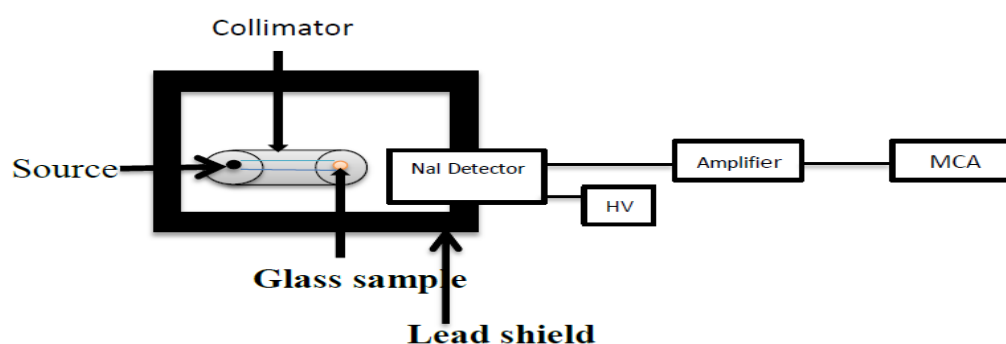 Collimator
Source
NaI Detector
Amplifier
MCA
HV
Glass sample
Lead shield